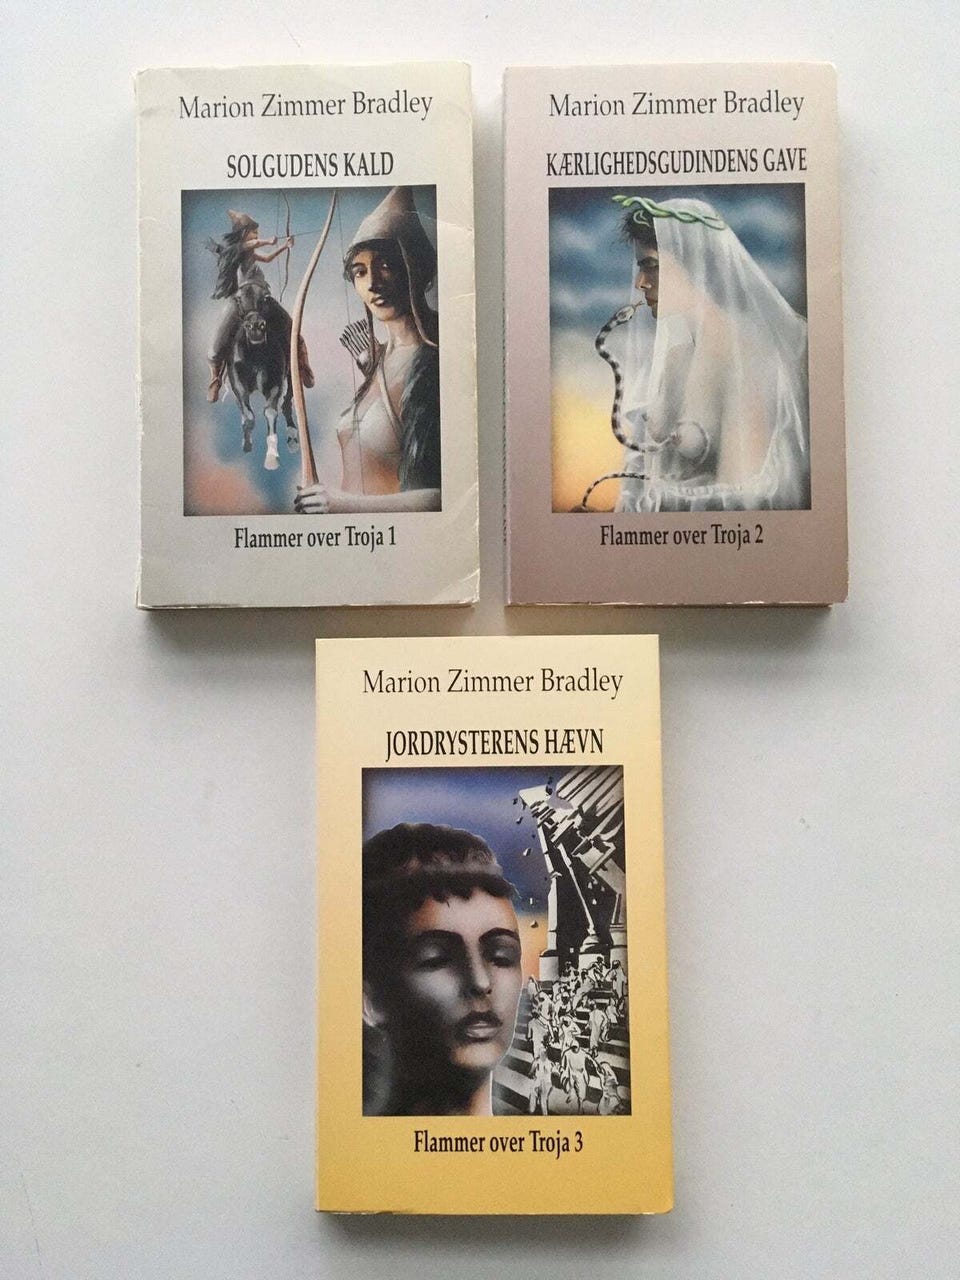 Marion Zimmer Bradley
SOLGUDENS KALD
Flammer over Troja 1
Marion Zimmer Bradley
KÆRLIGHEDSGUDINDENS GAVE
Flammer over Troja 2
Marion Zimmer Bradley
JORDRYSTERENS HÆVN
Flammer over Troja 3